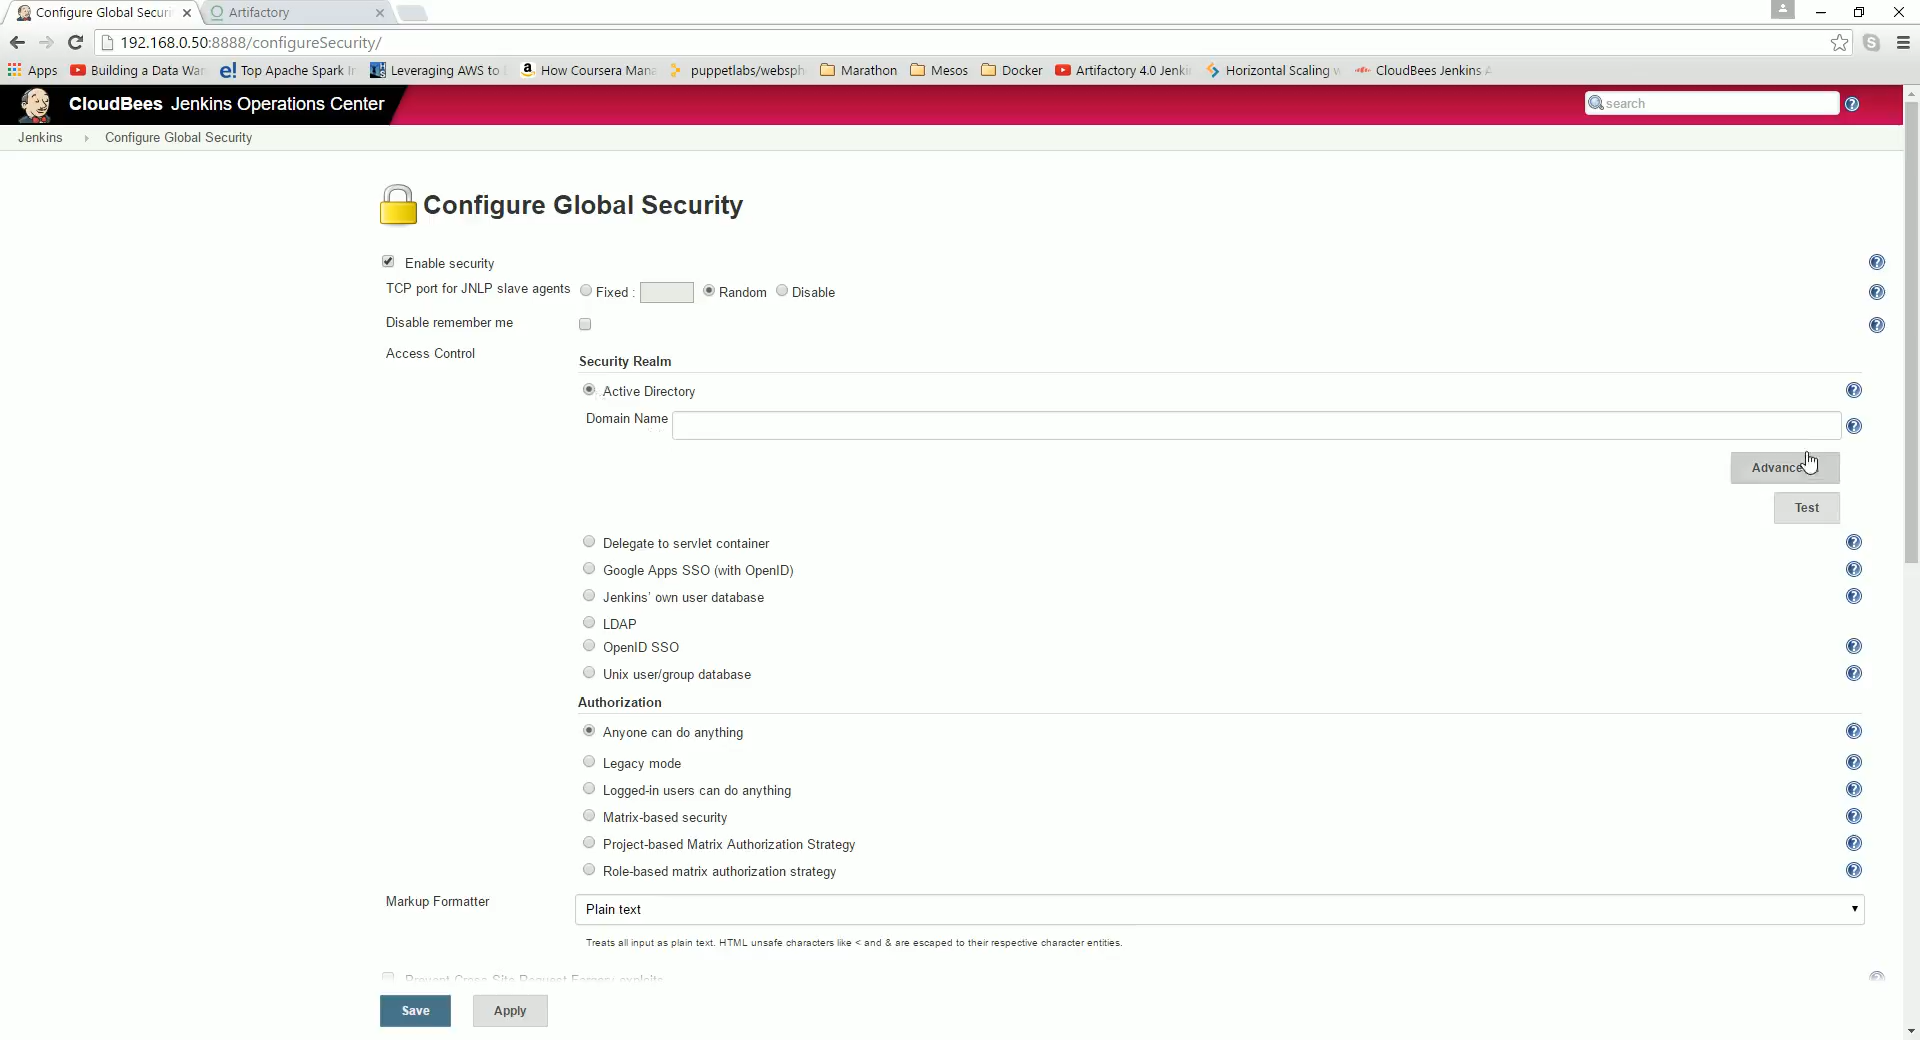 Configure Global Securi
Artifactory
192.168.0.50:8888/configureSecurity/
Apps Building a Data War Top Apache Spark In Leveraging AWS to How Coursera Mana puppetlabs/websph Marathon Mesos Docker Artifactory 4.0 Jenki Horizontal Scaling w CloudBees Jenkins A
CloudBees Jenkins Operations Center
search
Jenkins Configure Global Security
Configure Global Security
Enable security
TCP port for JNLP slave agents Fixed : Random Disable
Disable remember me
Access Control
Security Realm
Active Directory
Domain Name
Advance
Test
Delegate to servlet container
Google Apps SSO (with OpenID)
Jenkins' own user database
LDAP
OpenID SSO
Unix user/group database
Authorization
Anyone can do anything
Legacy mode
Logged-in users can do anything
Matrix-based security
Project-based Matrix Authorization Strategy
Role-based matrix authorization strategy
Markup Formatter
Plain text
Treats all input as plain text. HTML unsafe characters like < and & are escaped to their respective character entities.
Prevent Cross Site Request Forgery exploits
Save Apply